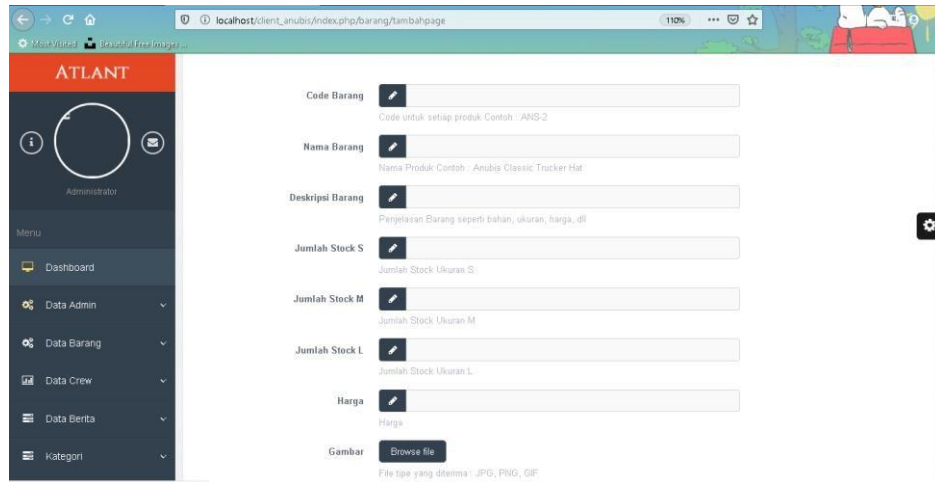 localhost/client_anubis/index.php/barang/tambahpage
110%
Most Visited Beautiful Free Images ...
ATLANT
Administrator
Menu
Dashboard
Data Admin
Data Barang
Data Crew
Data Berita
Kategori
Code Barang
Code untuk setiap produk Contoh : ANS-2
Nama Barang
Nama Produk Contoh : Anubis Classic Trucker Hat
Deskripsi Barang
Penjelasan Barang seperti bahan, ukuran, harga, dll
Jumlah Stock S
Jumlah Stock Ukuran S
Jumlah Stock M
Jumlah Stock Ukuran M
Jumlah Stock L
Jumlah Stock Ukuran L
Harga
Harga
Gambar
Browse file
File tipe yang diterima : JPG, PNG, GIF